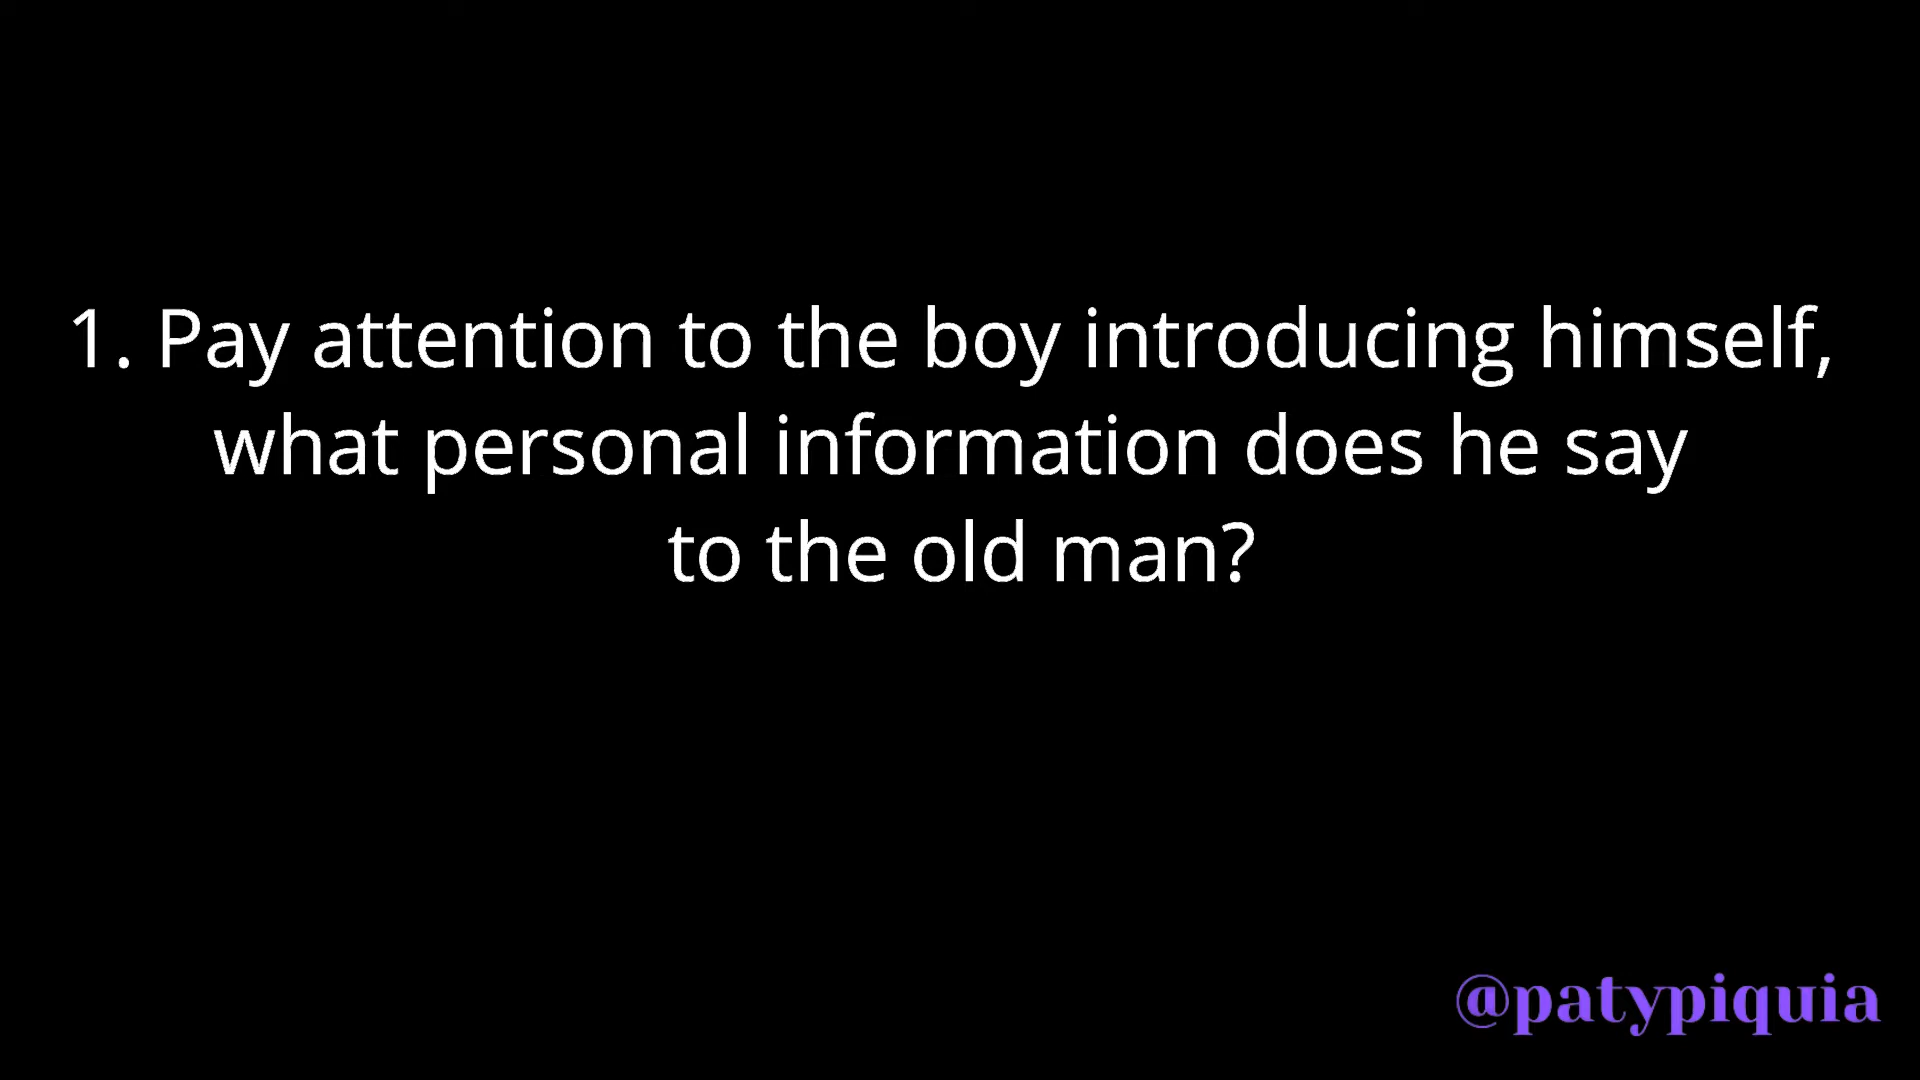 1. Pay attention to the boy introducing himself,
what personal information does he say
to the old man?
@patypiquia